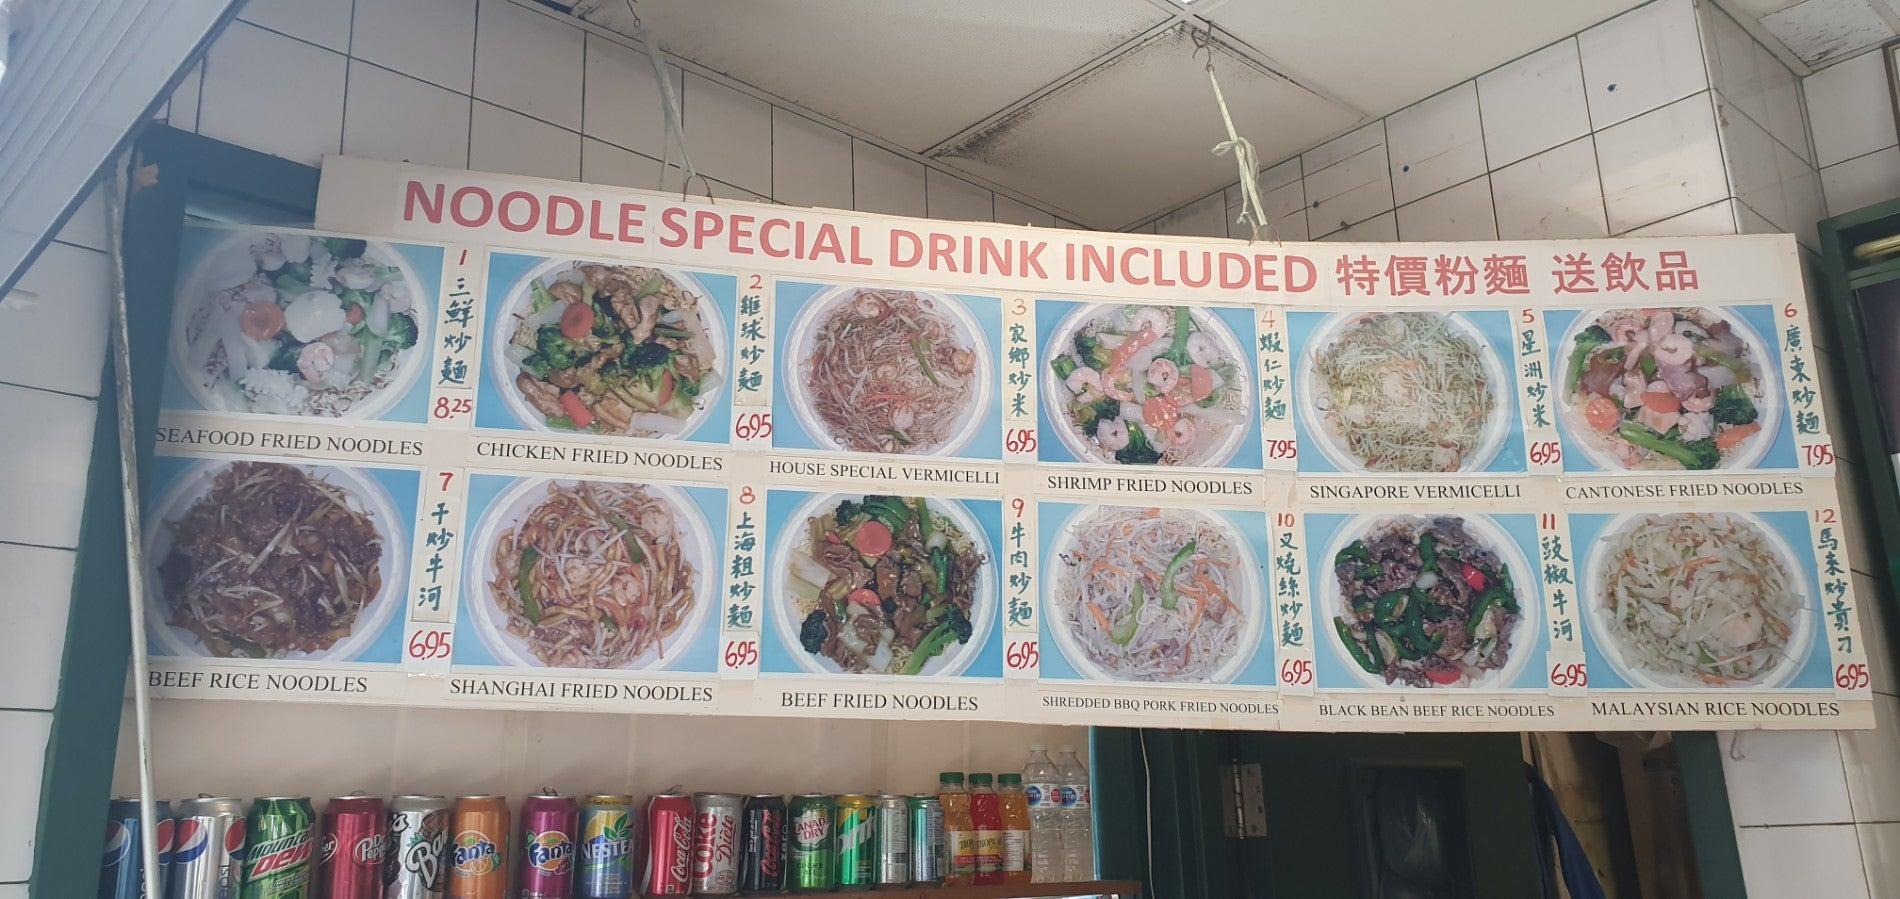 NOODLE SPECIAL DRINK INCLUDED 特價粉麵 送飲品
1 三鮮炒麵 8.25
SEAFOOD FRIED NOODLES
2 雞球炒麵 6.95
CHICKEN FRIED NOODLES
3 家鄉炒米 6.95
HOUSE SPECIAL VERMICELLI
4 蝦仁炒麵 7.95
SHRIMP FRIED NOODLES
5 星洲炒米 6.95
SINGAPORE VERMICELLI
6 廣東炒麵 7.95
CANTONESE FRIED NOODLES
7 干炒牛河 6.95
BEEF RICE NOODLES
8 上海粗炒麵 6.95
SHANGHAI FRIED NOODLES
9 牛肉炒麵 6.95
BEEF FRIED NOODLES
10 叉燒絲炒麵 6.95
SHREDDED BBQ PORK FRIED NOODLES
11 豉椒牛河 6.95
BLACK BEAN BEEF RICE NOODLES
12 馬來炒貴刁 6.95
MALAYSIAN RICE NOODLES
Mountain Dew
Dr Pepper
Fanta
Fanta
NESTEA
Coca-Cola
Coke Diète
Coca-Cola zero
CANADA DRY